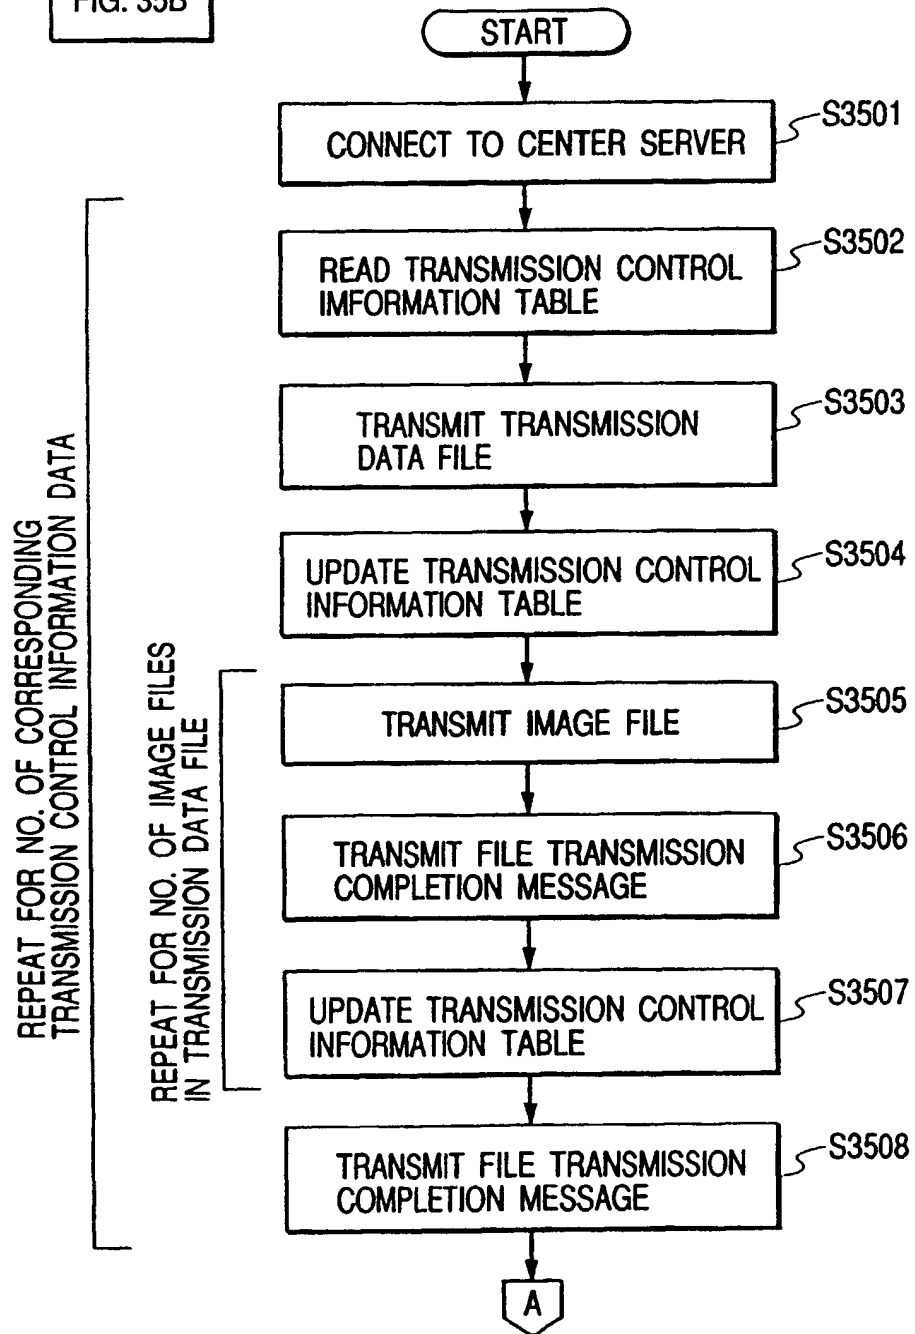 FIG. 35B
START
CONNECT TO CENTER SERVER
S3501
READ TRANSMISSION CONTROL
IMFORMATION TABLE
S3502
TRANSMIT TRANSMISSION
DATA FILE
S3503
UPDATE TRANSMISSION CONTROL
INFORMATION TABLE
S3504
TRANSMIT IMAGE FILE
S3505
TRANSMIT FILE TRANSMISSION
COMPLETION MESSAGE
S3506
UPDATE TRANSMISSION CONTROL
INFORMATION TABLE
S3507
TRANSMIT FILE TRANSMISSION
COMPLETION MESSAGE
S3508
A
REPEAT FOR NO. OF CORRESPONDING
TRANSMISSION CONTROL INFORMATION DATA
REPEAT FOR NO. OF IMAGE FILES
IN TRANSMISSION DATA FILE